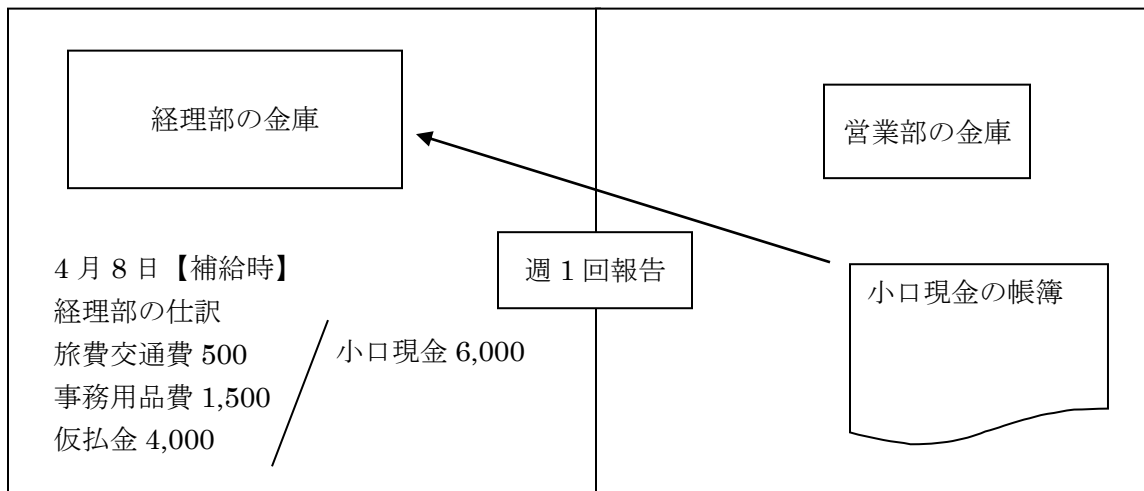 経理部の金庫
営業部の金庫
週1回報告
小口現金の帳簿
4月8日【補給時】
経理部の仕訳
旅費交通費 500
小口現金 6,000
事務用品費 1,500
仮払金 4,000